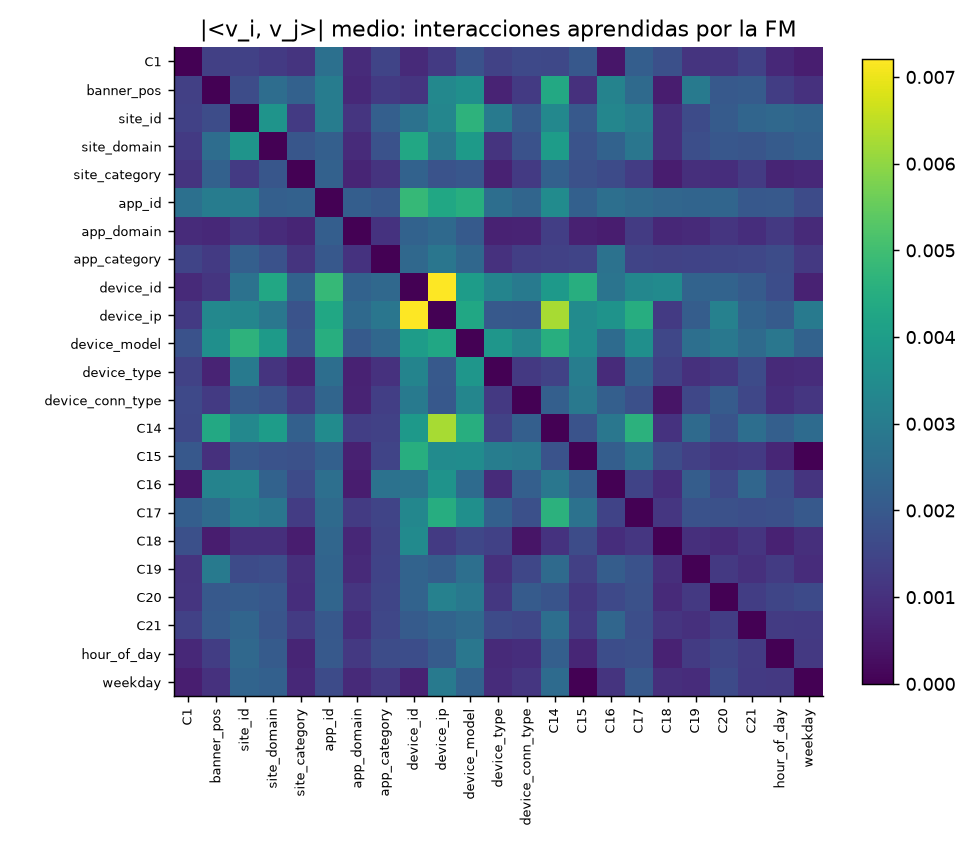 |<v_i, v_j>| medio: interacciones aprendidas por la FM
C1
banner_pos
site_id
site_domain
site_category
app_id
app_domain
app_category
device_id
device_ip
device_model
device_type
device_conn_type
C14
C15
C16
C17
C18
C19
C20
C21
hour_of_day
weekday
C1
banner_pos
site_id
site_domain
site_category
app_id
app_domain
app_category
device_id
device_ip
device_model
device_type
device_conn_type
C14
C15
C16
C17
C18
C19
C20
C21
hour_of_day
weekday
0.007
0.006
0.005
0.004
0.003
0.002
0.001
0.000